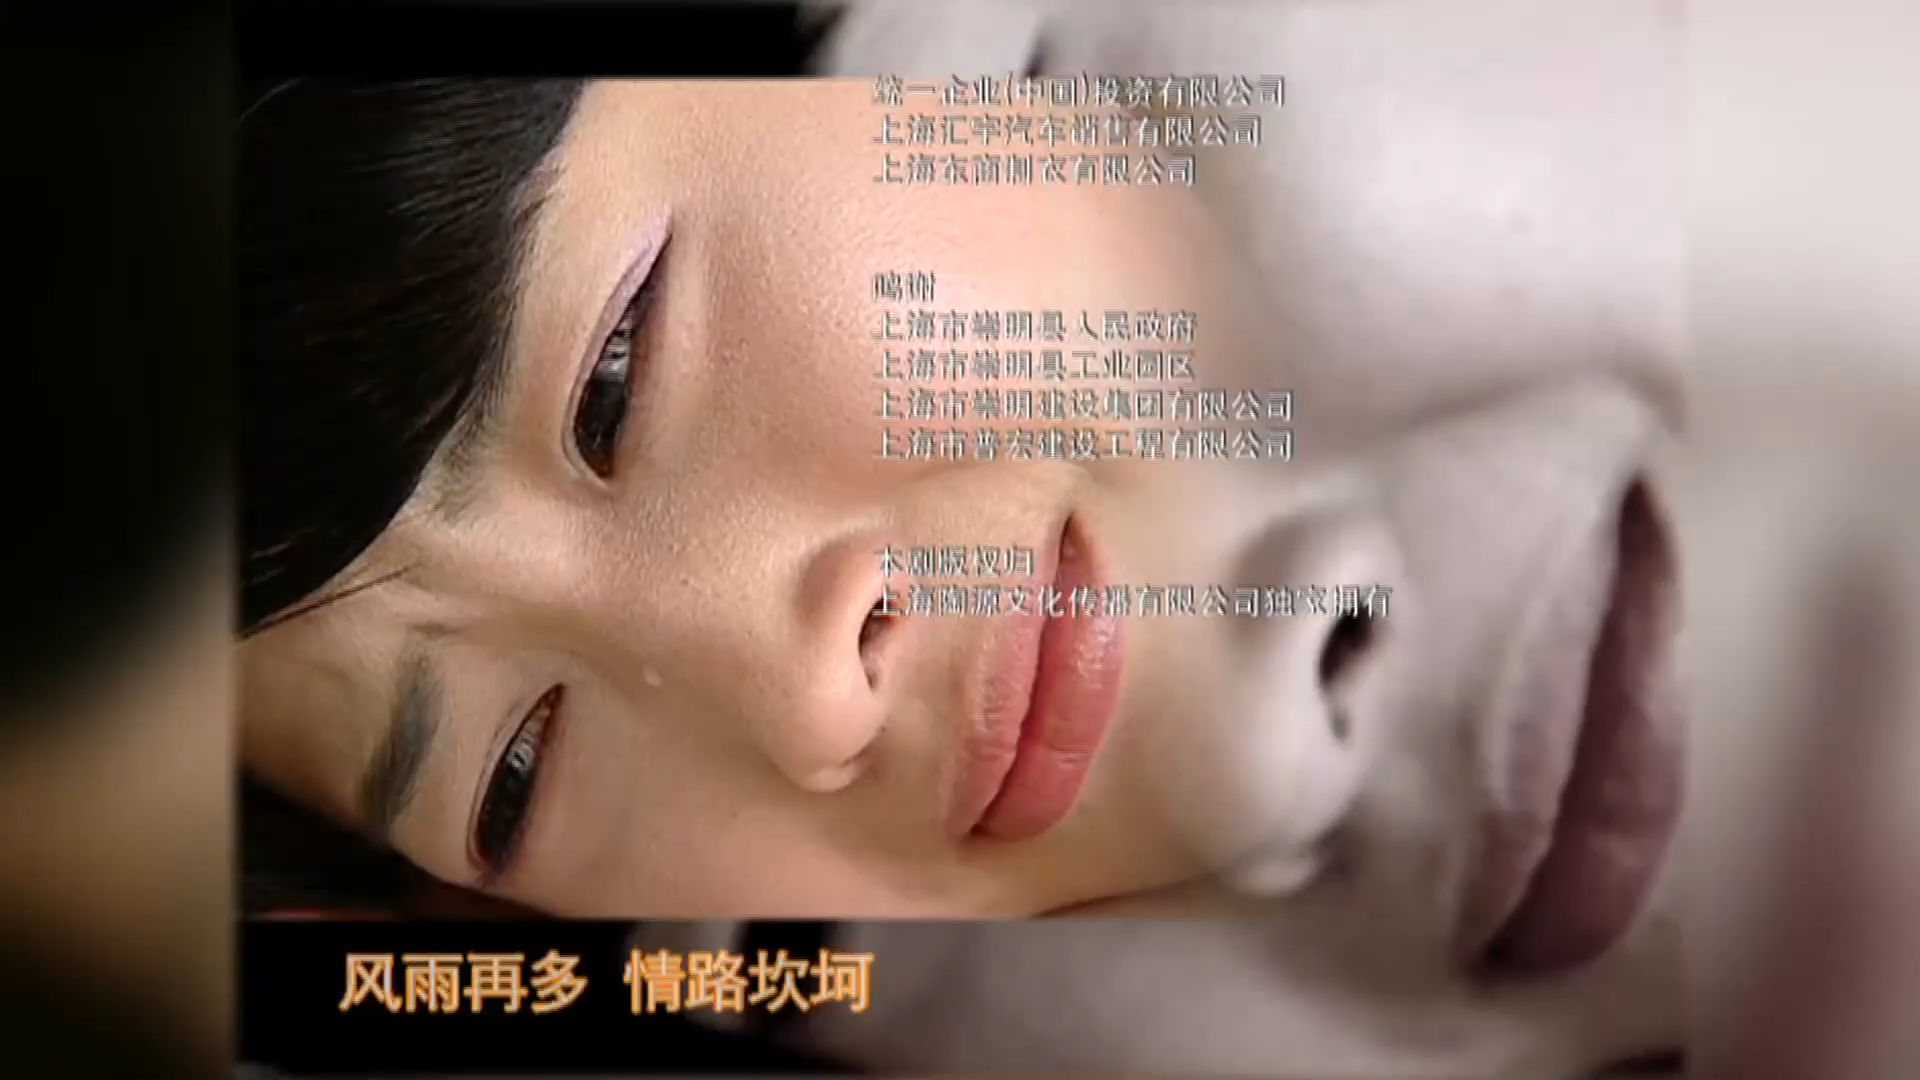 统一企业(中国)投资有限公司
上海汇宇汽车销售有限公司
上海东商制衣有限公司
鸣谢
上海市崇明县人民政府
上海市崇明县工业园区
上海市崇明建设集团有限公司
上海市普宏建设工程有限公司
本剧版权归
上海陶源文化传播有限公司独家拥有
风雨再多 情路坎坷